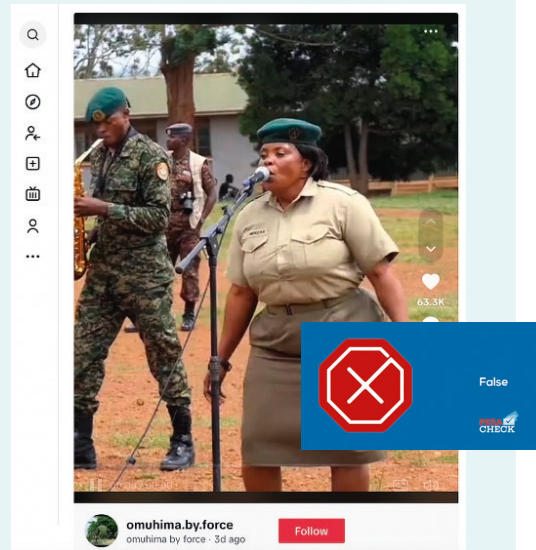 63.3K
False
PESA
CHECK
omuhima.by.force
omuhima by force · 3d ago
Follow